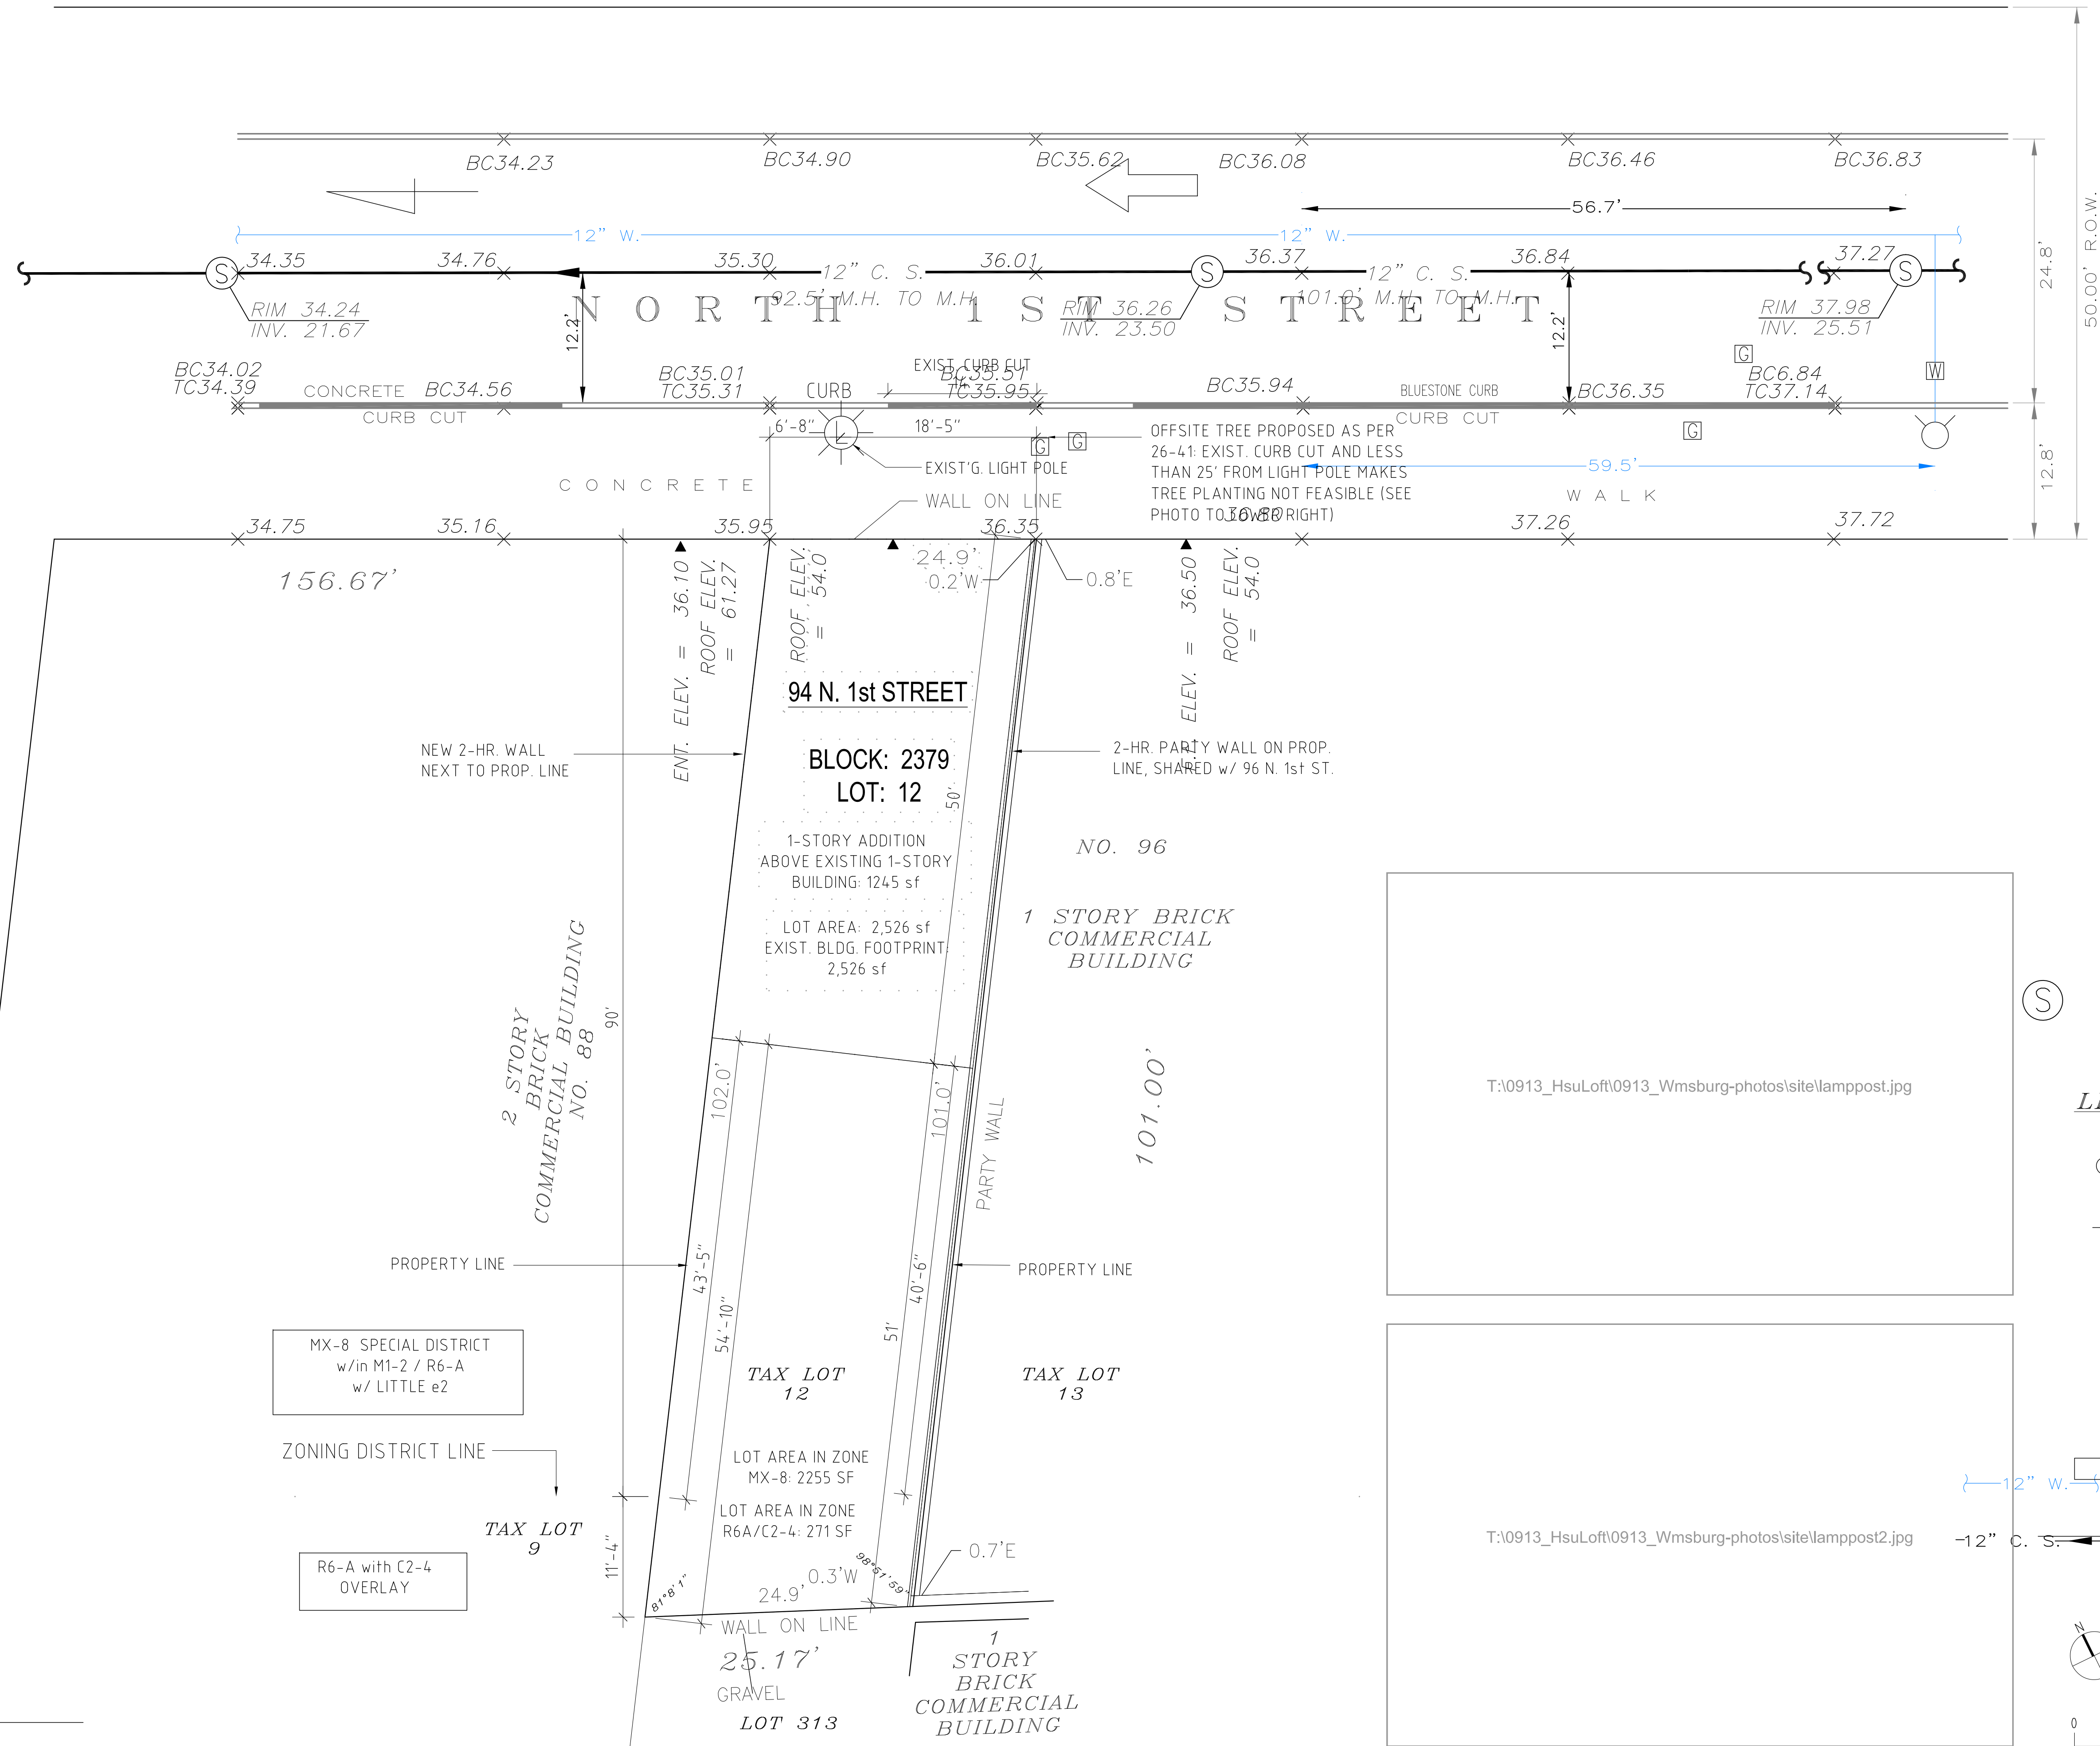 BC34.23
BC34.90
BC35.62
BC36.08
BC36.46
BC36.83
56.7'
12" W.
12" W.
24.8'
50.00' R.O.W.
S
34.35
34.76
35.30
12" C. S.
36.01
S
36.37
12" C. S.
36.84
37.27
S
92.5' M.H. TO M.H.
101.0' M.H. TO M.H.
NORTH 1ST STREET
RIM 34.24
INV. 21.67
RIM 36.26
INV. 23.50
RIM 37.98
INV. 25.51
12.2'
12.2'
G
W
BC34.02
TC34.39
CONCRETE
BC34.56
CURB CUT
BC35.01
TC35.31
CURB
EXIST. CURB CUT
BC35.51
TC35.95
BC35.94
BLUESTONE CURB
BC36.35
CURB CUT
BC6.84
TC37.14
6'-8"
L
18'-5"
G
G
G
12.8'
OFFSITE TREE PROPOSED AS PER
26-41: EXIST. CURB CUT AND LESS
THAN 25' FROM LIGHT POLE MAKES
TREE PLANTING NOT FEASIBLE (SEE
PHOTO TO LOWER RIGHT)
59.5'
EXIST'G. LIGHT POLE
CONCRETE
WALK
WALL ON LINE
34.75
35.16
35.95
36.35
36.80
37.26
37.72
156.67'
24.9'
0.2'W
0.8'E
ENT. ELEV. = 36.10
ROOF ELEV.
= 61.27
ROOF ELEV.
= 54.0
ELEV. = 36.50
ROOF ELEV.
= 54.0
94 N. 1st STREET
NEW 2-HR. WALL
NEXT TO PROP. LINE
BLOCK: 2379
LOT: 12
50'
2-HR. PARTY WALL ON PROP.
LINE, SHARED w/ 96 N. 1st ST.
1-STORY ADDITION
ABOVE EXISTING 1-STORY
BUILDING: 1245 sf
LOT AREA: 2,526 sf
EXIST. BLDG. FOOTPRINT:
2,526 sf
NO. 96
1 STORY BRICK
COMMERCIAL
BUILDING
2 STORY
BRICK
COMMERCIAL BUILDING
NO. 88
90'
102.0'
101.0'
PARTY WALL
101.00'
T:\0913_HsuLoft\0913_Wmsburg-photos\site\lamppost.jpg
S
PROPERTY LINE
PROPERTY LINE
43'-5"
54'-10"
40'-6"
51'
MX-8 SPECIAL DISTRICT
w/in M1-2 / R6-A
w/ LITTLE e2
TAX LOT
12
TAX LOT
13
ZONING DISTRICT LINE
LOT AREA IN ZONE
MX-8: 2255 SF
LOT AREA IN ZONE
R6A/C2-4: 271 SF
TAX LOT
9
R6-A with C2-4
OVERLAY
11'-4"
81°8'1"
98°51'59"
0.3'W
24.9'
0.7'E
WALL ON LINE
25.17'
GRAVEL
LOT 313
1
STORY
BRICK
COMMERCIAL
BUILDING
T:\0913_HsuLoft\0913_Wmsburg-photos\site\lamppost2.jpg
12" W.
12" C. S.
N
0